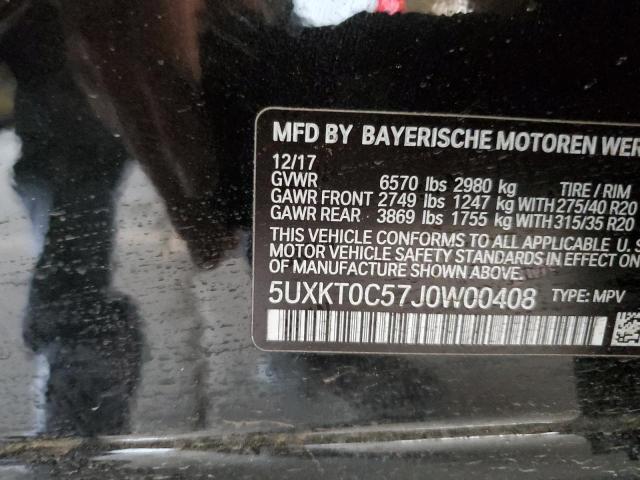 MFD BY BAYERISCHE MOTOREN WER
12/17
GVWR 6570 lbs 2980 kg TIRE / RIM
GAWR FRONT 2749 lbs 1247 kg WITH 275/40 R20
GAWR REAR 3869 lbs 1755 kg WITH 315/35 R20
THIS VEHICLE CONFORMS TO ALL APPLICABLE U. S
MOTOR VEHICLE SAFETY STANDARDS IN EFFECT ON
OF MANUFACTURE SHOWN ABOVE.
5UXKT0C57J0W00408 TYPE: MPV